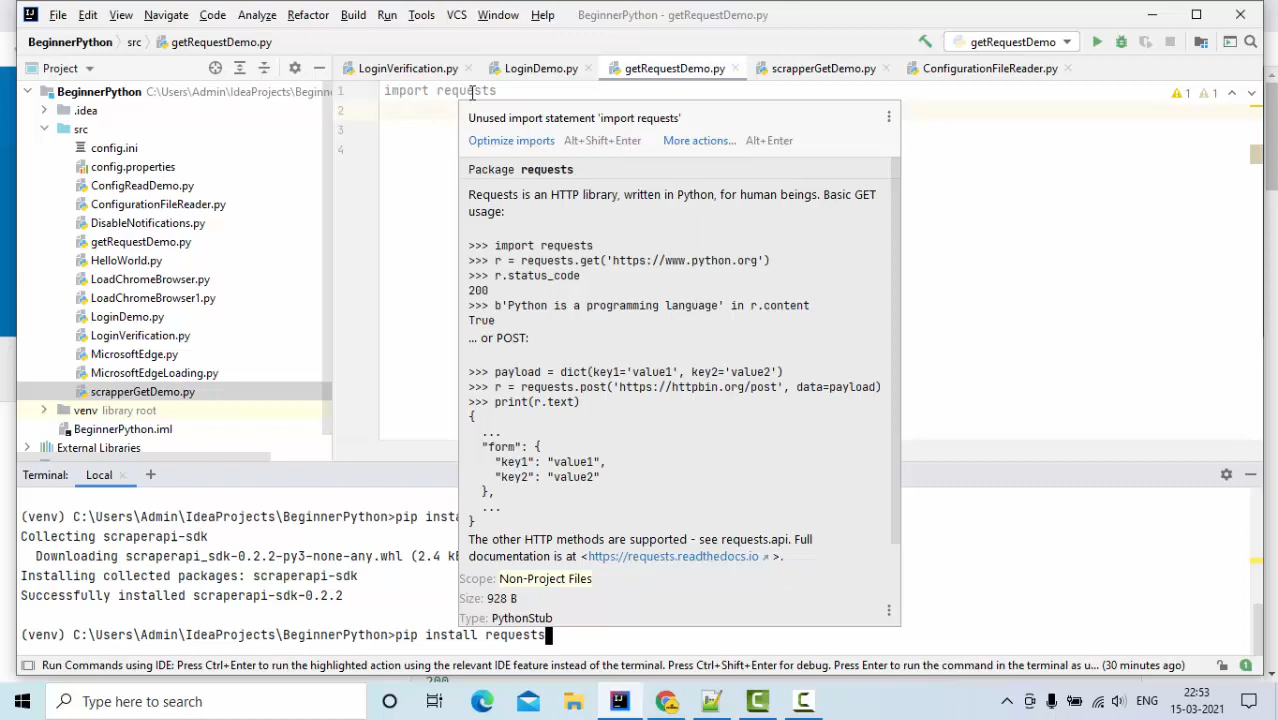 File Edit View Navigate Code Analyze Refactor Build Run Tools VCS Window Help BeginnerPython - getRequestDemo.py
BeginnerPython src getRequestDemo.py getRequestDemo
Project LoginVerification.py LoginDemo.py getRequestDemo.py scrapperGetDemo.py ConfigurationFileReader.py
BeginnerPython C:\Users\Admin\IdeaProjects\Beginn
.idea
src
config.ini
config.properties
ConfigReadDemo.py
ConfigurationFileReader.py
DisableNotifications.py
getRequestDemo.py
HelloWorld.py
LoadChromeBrowser.py
LoadChromeBrowser1.py
LoginDemo.py
LoginVerification.py
MicrosoftEdge.py
MicrosoftEdgeLoading.py
scrapperGetDemo.py
venv library root
BeginnerPython.iml
External Libraries
1 import requests
2
3
4
1 1
Unused import statement 'import requests'
Optimize imports Alt+Shift+Enter More actions... Alt+Enter
Package requests
Requests is an HTTP library, written in Python, for human beings. Basic GET
usage:
>>> import requests
>>> r = requests.get('https://www.python.org')
>>> r.status_code
200
>>> b'Python is a programming language' in r.content
True
... or POST:
>>> payload = dict(key1='value1', key2='value2')
>>> r = requests.post('https://httpbin.org/post', data=payload)
>>> print(r.text)
{
...
"form": {
"key1": "value1",
"key2": "value2"
},
...
}
The other HTTP methods are supported - see requests.api. Full
documentation is at <https://requests.readthedocs.io >.
Scope: Non-Project Files
Size: 928 B
Type: PythonStub
Terminal: Local
(venv) C:\Users\Admin\IdeaProjects\BeginnerPython>pip insta
Collecting scraperapi-sdk
Downloading scraperapi_sdk-0.2.2-py3-none-any.whl (2.4 kB
Installing collected packages: scraperapi-sdk
Successfully installed scraperapi-sdk-0.2.2
(venv) C:\Users\Admin\IdeaProjects\BeginnerPython>pip install requests
Run Commands using IDE: Press Ctrl+Enter to run the highlighted action using the relevant IDE feature instead of the terminal. Press Ctrl+Shift+Enter for debug. Press Enter to run the command in the terminal as u... (30 minutes ago) 1
200
Type here to search
ENG
22:53
15-03-2021